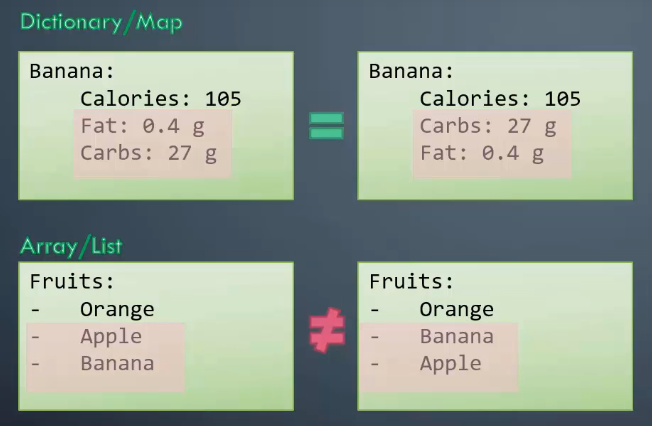 Dictionary/Map
Banana:
    Calories: 105
    Fat: 0.4 g
    Carbs: 27 g
=
Banana:
    Calories: 105
    Carbs: 27 g
    Fat: 0.4 g
Array/List
Fruits:
-   Orange
-   Apple
-   Banana
≠
Fruits:
-   Orange
-   Banana
-   Apple